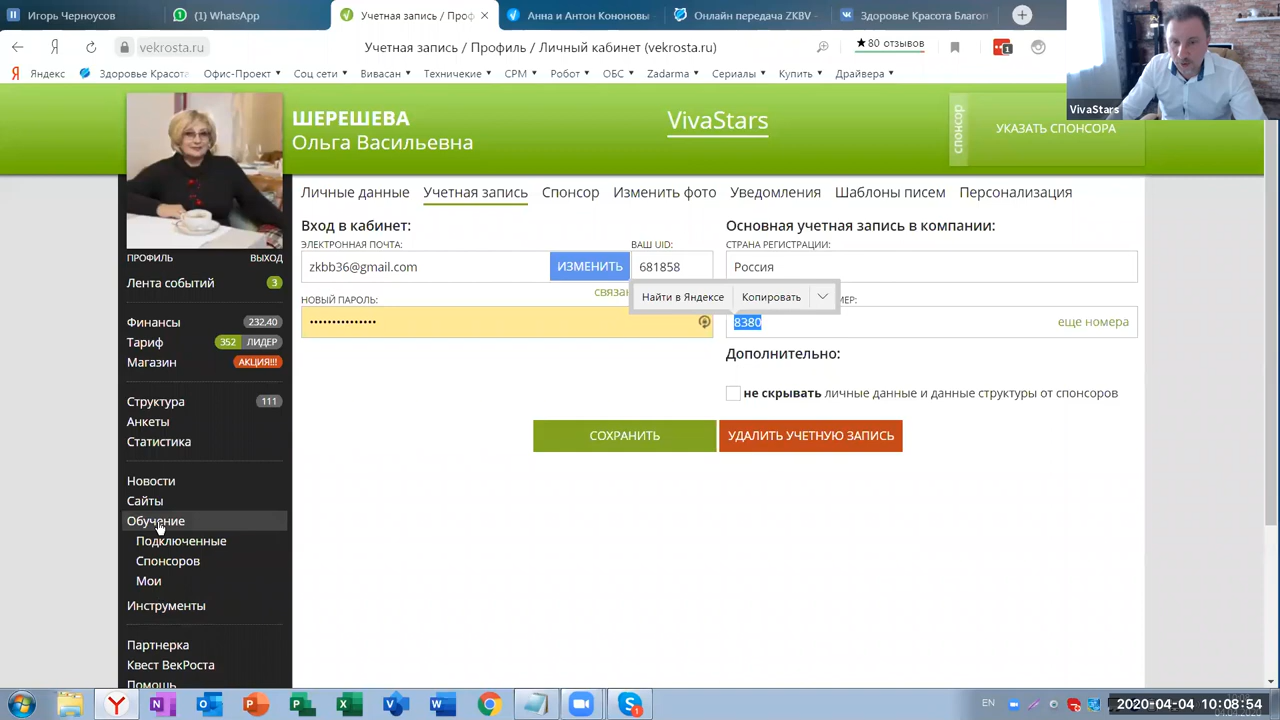 Игорь Черноусов
(1) WhatsApp
Учетная запись / Проф
Анна и Антон Кононовы
Онлайн передача ZKBV -
Здоровье Красота Благоп
vekrosta.ru
Учетная запись / Профиль / Личный кабинет (vekrosta.ru)
★80 отзывов
1
Яндекс
Здоровье Красота
Офис-Проект
Соц сети
Вивасан
Технические
СРМ
Робот
ОБС
Zadarma
Сериалы
Купить
Драйвера
VivaStars
ШЕРЕШЕВА
Ольга Васильевна
VivaStars
спонсор
УКАЗАТЬ СПОНСОРА
Личные данные
Учетная запись
Спонсор
Изменить фото
Уведомления
Шаблоны писем
Персонализация
Вход в кабинет:
Основная учетная запись в компании:
ЭЛЕКТРОННАЯ ПОЧТА:
ВАШ UID:
СТРАНА РЕГИСТРАЦИИ:
zkbb36@gmail.com
ИЗМЕНИТЬ
681858
Россия
связан
Найти в Яндексе
Копировать
НОВЫЙ ПАРОЛЬ:
МЕР:
•••••••••••••••
8380
еще номера
Дополнительно:
не скрывать личные данные и данные структуры от спонсоров
СОХРАНИТЬ
УДАЛИТЬ УЧЕТНУЮ ЗАПИСЬ
ПРОФИЛЬ
ВЫХОД
Лента событий
3
Финансы
232,40
Тариф
352 ЛИДЕР
Магазин
АКЦИЯ!!!
Структура
111
Анкеты
Статистика
Новости
Сайты
Обучение
Подключенные
Спонсоров
Мои
Инструменты
Партнерка
Квест ВекРоста
Помощь
EN
2020-04-04 10:08:54